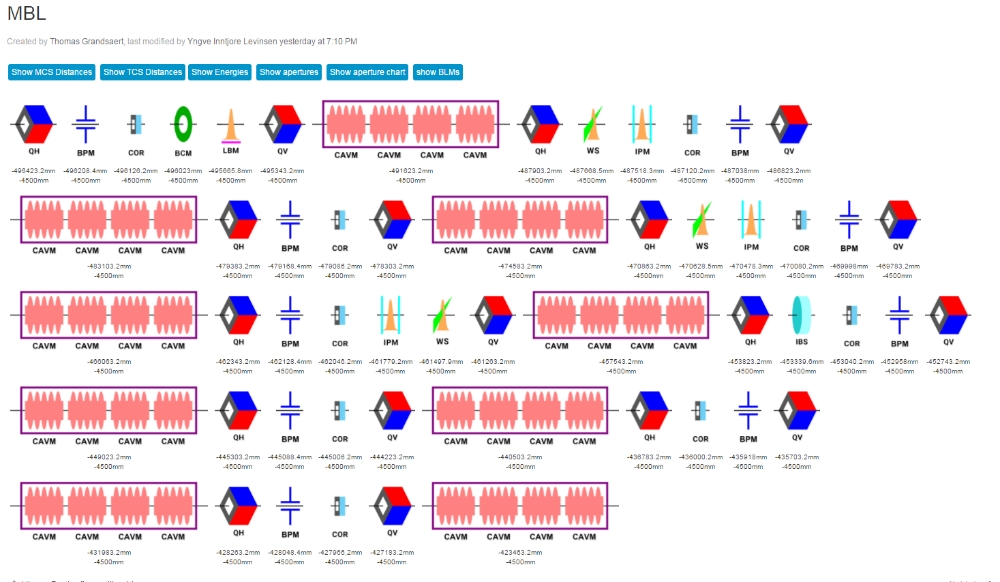 MBL
Created by Thomas Grandsaert, last modified by Yngve Inntjore Levinsen yesterday at 7:10 PM
Show MCS Distances Show TCS Distances Show Energies Show apertures Show aperture chart show BLMs
QH BPM COR BCM LBM QV CAVM CAVM CAVM CAVM QH WS IPM COR BPM QV
-496423.2mm -496208.4mm -496126.2mm -496023mm -495665.8mm -495343.2mm -491623.2mm -487903.2mm -487668.5mm -487518.3mm -487120.2mm -487038mm -486823.2mm
-4500mm -4500mm -4500mm -4500mm -4500mm -4500mm -4500mm -4500mm -4500mm -4500mm -4500mm -4500mm -4500mm
CAVM CAVM CAVM CAVM QH BPM COR QV CAVM CAVM CAVM CAVM QH WS IPM COR BPM QV
-483103.2mm -479383.2mm -479168.4mm -479086.2mm -478303.2mm -474583.2mm -470863.2mm -470628.5mm -470478.3mm -470080.2mm -469998mm -469783.2mm
-4500mm -4500mm -4500mm -4500mm -4500mm -4500mm -4500mm -4500mm -4500mm -4500mm -4500mm -4500mm
CAVM CAVM CAVM CAVM QH BPM COR IPM WS QV CAVM CAVM CAVM CAVM QH IBS COR BPM QV
-466063.2mm -462343.2mm -462128.4mm -462046.2mm -461779.2mm -461497.9mm -461263.2mm -457543.2mm -453823.2mm -453339.6mm -453040.2mm -452958mm -452743.2mm
-4500mm -4500mm -4500mm -4500mm -4500mm -4500mm -4500mm -4500mm -4500mm -4500mm -4500mm -4500mm -4500mm
CAVM CAVM CAVM CAVM QH BPM COR QV CAVM CAVM CAVM CAVM QH COR BPM QV
-449023.2mm -445303.2mm -445088.4mm -445006.2mm -444223.2mm -440503.2mm -436783.2mm -436000.2mm -435918mm -435703.2mm
-4500mm -4500mm -4500mm -4500mm -4500mm -4500mm -4500mm -4500mm -4500mm -4500mm
CAVM CAVM CAVM CAVM QH BPM COR QV CAVM CAVM CAVM CAVM
-431983.2mm -428263.2mm -428048.4mm -427966.2mm -427183.2mm -423463.2mm
-4500mm -4500mm -4500mm -4500mm -4500mm -4500mm